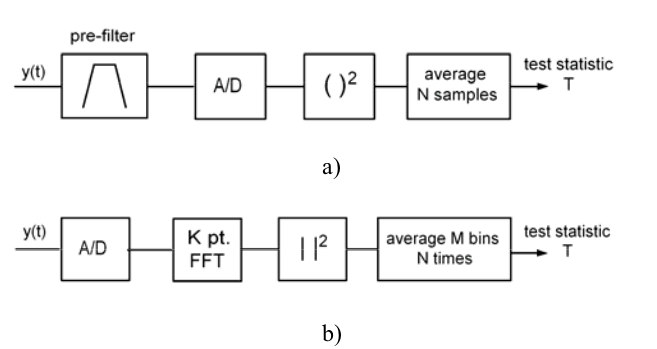 pre-filter
y(t)
A/D
( )²
average
N samples
test statistic
T
a)
y(t)
A/D
K pt.
FFT
| |²
average M bins
N times
test statistic
T
b)